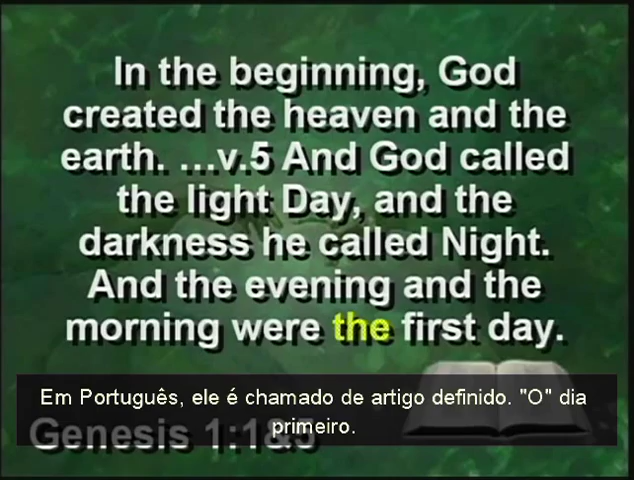 In the beginning, God
created the heaven and the
earth. ...v.5 And God called
the light Day, and the
darkness he called Night.
And the evening and the
morning were the first day.
Em Português, ele é chamado de artigo definido. "O" dia
primeiro.
Genesis 1:1&5